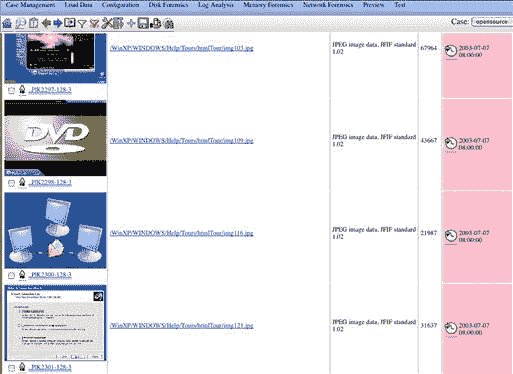 Case Management Load Data Configuration Disk Forensics Log Analysis Memory Forensics Network Forensics Preview Test
Case: opensource
/WinXP/WINDOWS/Help/Tours/htmlTour/img103.jpg
JPEG image data, JFIF standard
1.02
67964
2003-07-07
08:00:00
PIK2297-128-3
DVD
/WinXP/WINDOWS/Help/Tours/htmlTour/img109.jpg
JPEG image data, JFIF standard
1.02
43667
2003-07-07
08:00:00
PIK2298-128-3
/WinXP/WINDOWS/Help/Tours/htmlTour/img116.jpg
JPEG image data, JFIF standard
1.02
21987
2003-07-07
08:00:00
PIK2300-128-3
/WinXP/WINDOWS/Help/Tours/htmlTour/img121.jpg
JPEG image data, JFIF standard
1.02
31637
2003-07-07
08:00:00
PIK2301-128-3